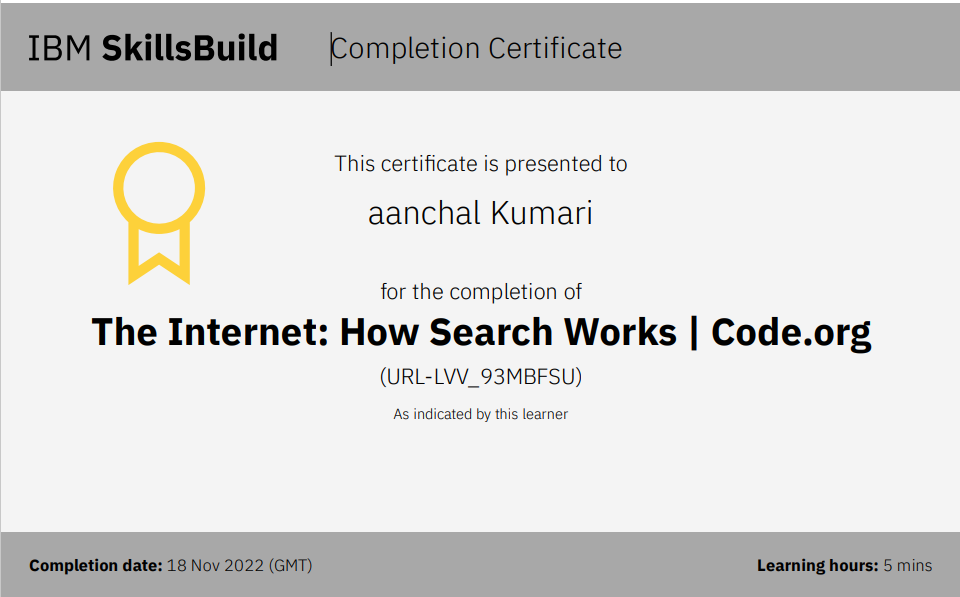 IBM SkillsBuild Completion Certificate
This certificate is presented to
aanchal Kumari
for the completion of
The Internet: How Search Works | Code.org
(URL-LVV_93MBFSU)
As indicated by this learner
Completion date: 18 Nov 2022 (GMT) Learning hours: 5 mins